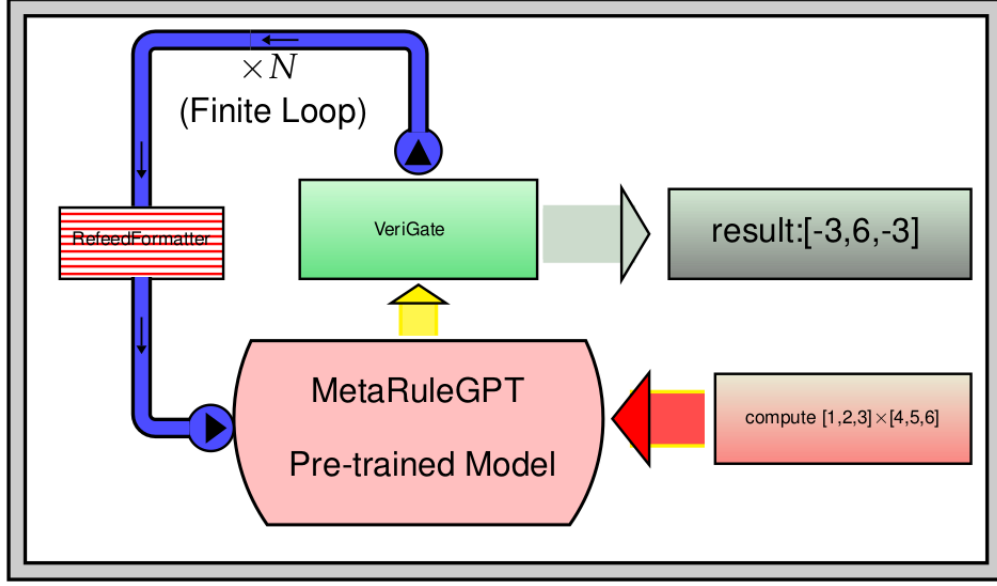 ×N
(Finite Loop)
RefeedFormatter
VeriGate
result:[-3,6,-3]
MetaRuleGPT
Pre-trained Model
compute [1,2,3]×[4,5,6]